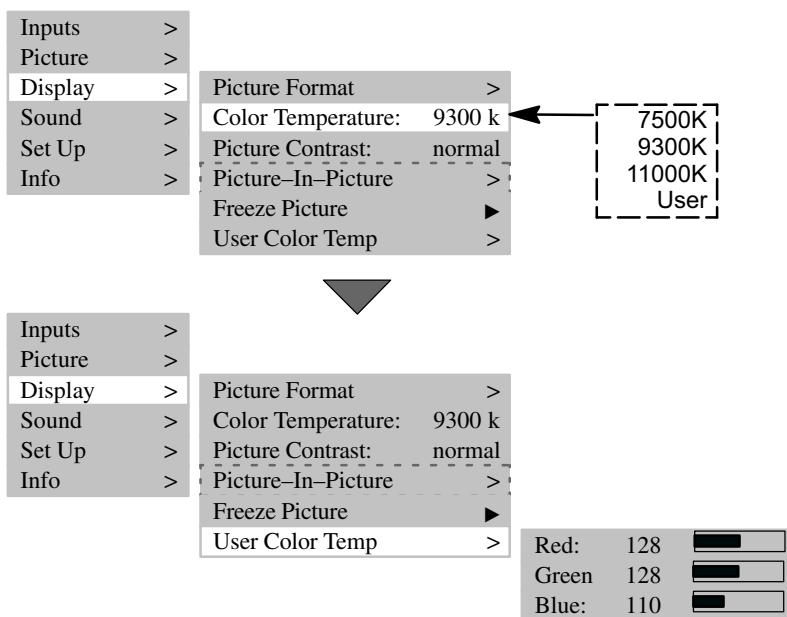 Inputs >
Picture >
Display >
Sound >
Set Up >
Info >
Picture Format >
Color Temperature: 9300 k
Picture Contrast: normal
Picture–In–Picture >
Freeze Picture ▶
User Color Temp >
7500K
9300K
11000K
User
Inputs >
Picture >
Display >
Sound >
Set Up >
Info >
Picture Format >
Color Temperature: 9300 k
Picture Contrast: normal
Picture–In–Picture >
Freeze Picture ▶
User Color Temp >
Red: 128
Green 128
Blue: 110